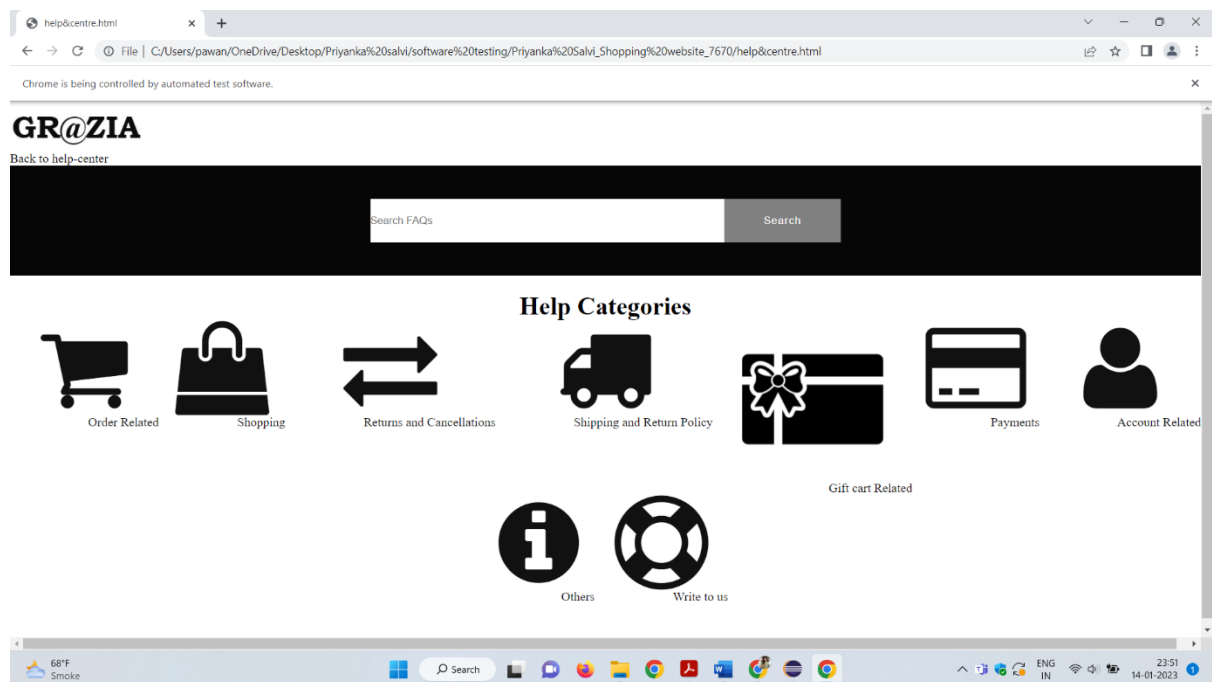 help&centre.html
File | C:/Users/pawan/OneDrive/Desktop/Priyanka%20salvi/software%20testing/Priyanka%20Salvi_Shopping%20website_7670/help&centre.html
Chrome is being controlled by automated test software.
GR@ZIA
Back to help-center
Search FAQs Search
Help Categories
Order Related Shopping Returns and Cancellations Shipping and Return Policy Payments Account Related
Gift cart Related
Others Write to us
68°F
Smoke
Search
ENG
IN
23:51
14-01-2023
1